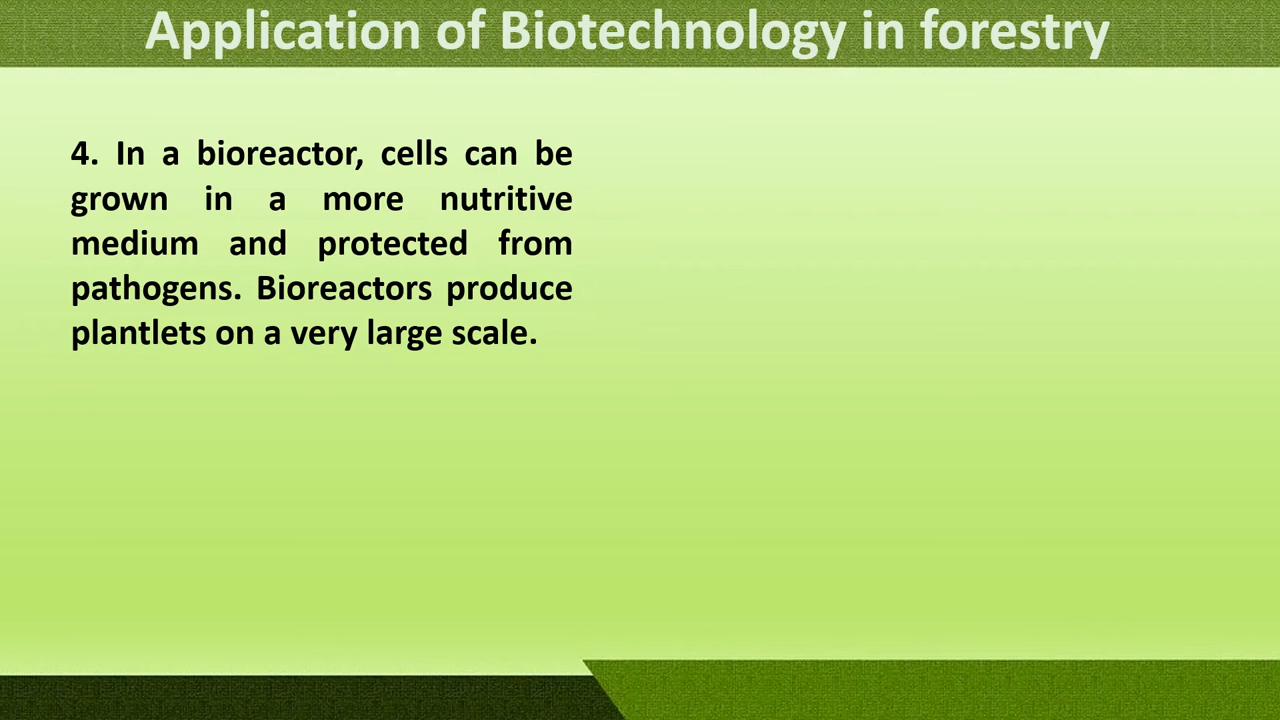 Application of Biotechnology in forestry
4. In a bioreactor, cells can be
grown in a more nutritive
medium and protected from
pathogens. Bioreactors produce
plantlets on a very large scale.